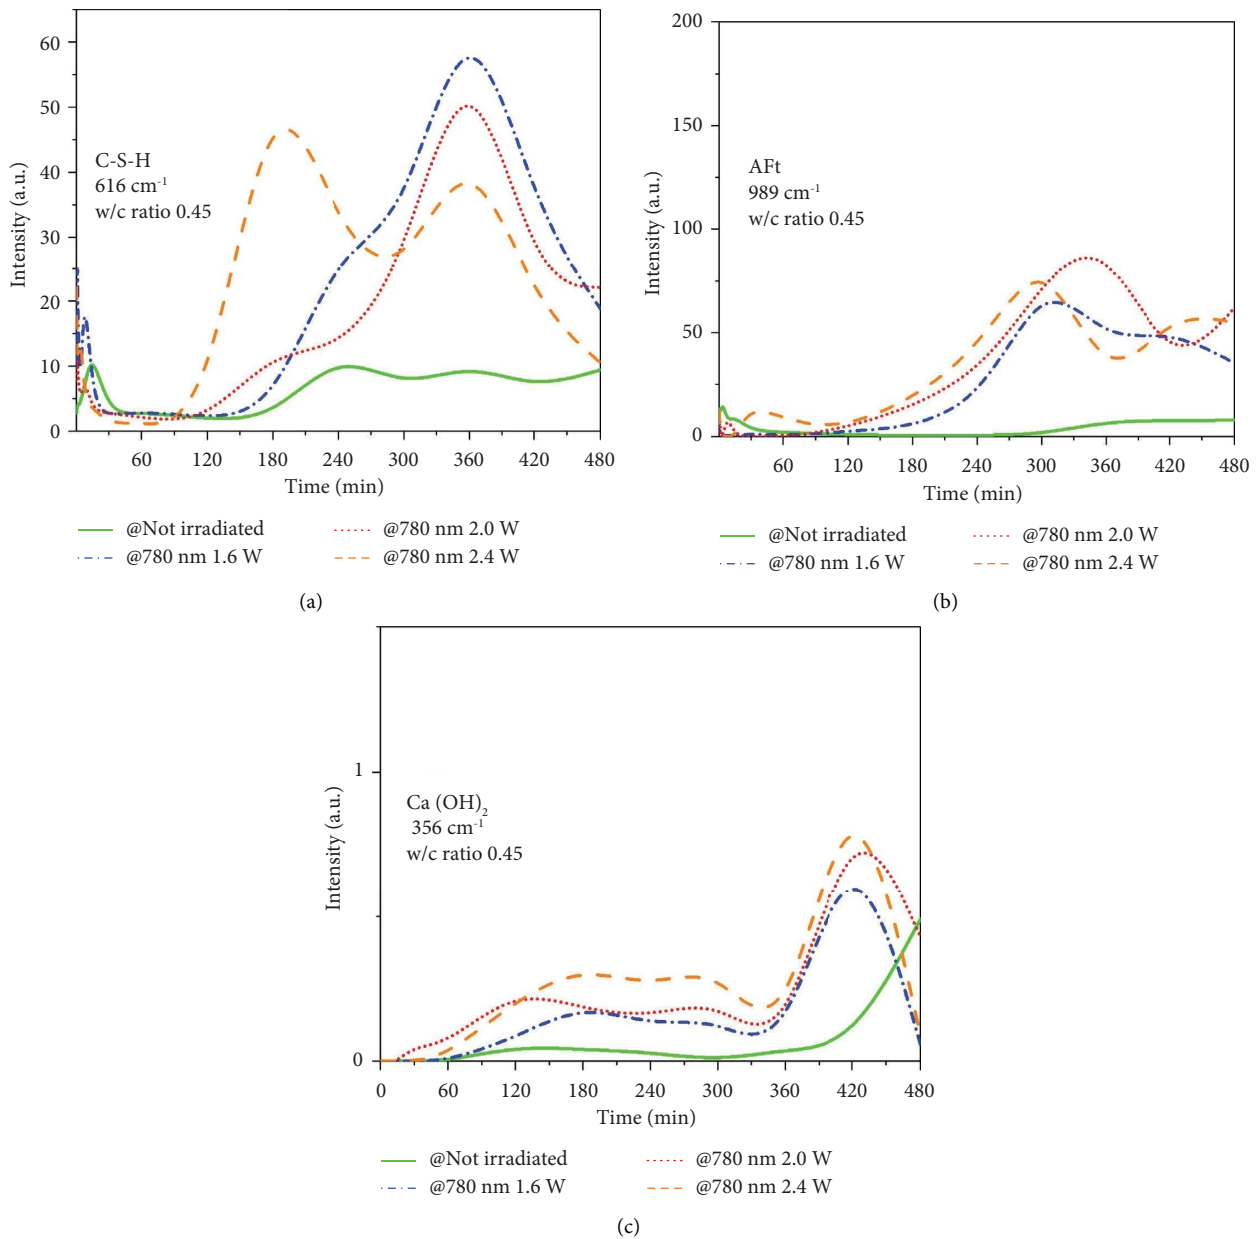 60
50
40
30
20
10
0
Intensity (a.u.)
C-S-H
616 cm⁻¹
w/c ratio 0.45
60 120 180 240 300 360 420 480
Time (min)
@Not irradiated @780 nm 2.0 W
@780 nm 1.6 W @780 nm 2.4 W
(a)
200
150
100
50
0
Intensity (a.u.)
AFt
989 cm⁻¹
w/c ratio 0.45
60 120 180 240 300 360 420 480
Time (min)
@Not irradiated @780 nm 2.0 W
@780 nm 1.6 W @780 nm 2.4 W
(b)
1
0
Intensity (a.u.)
Ca (OH)₂
356 cm⁻¹
w/c ratio 0.45
0 60 120 180 240 300 360 420 480
Time (min)
@Not irradiated @780 nm 2.0 W
@780 nm 1.6 W @780 nm 2.4 W
(c)